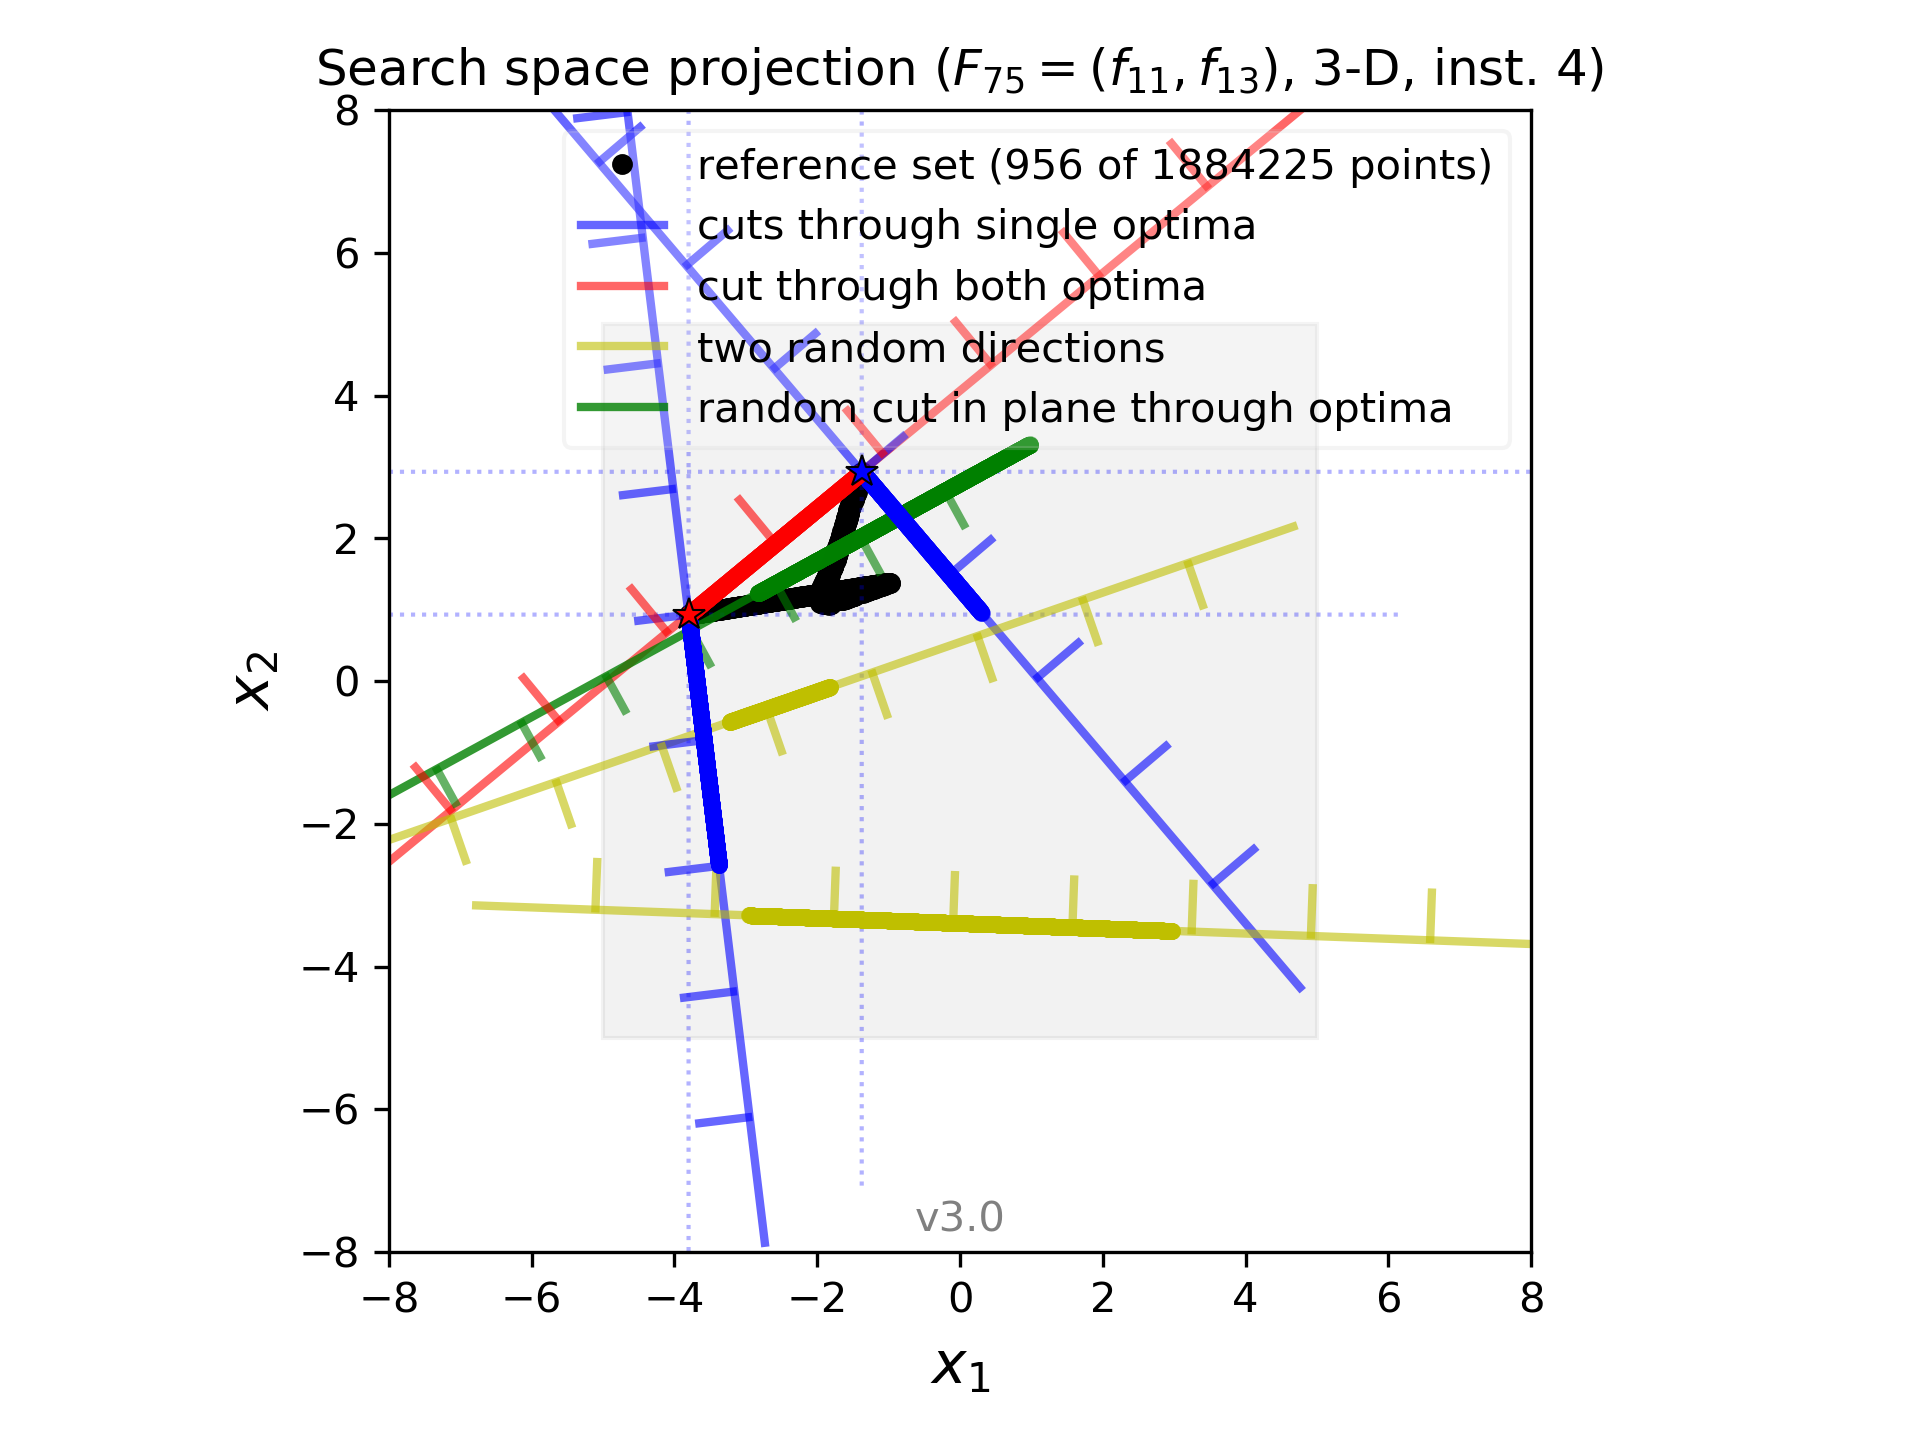 Search space projection (F75 = (f11, f13), 3-D, inst. 4)
reference set (956 of 1884225 points)
cuts through single optima
cut through both optima
two random directions
random cut in plane through optima
8
6
4
2
0
−2
−4
−6
−8
x2
v3.0
−8 −6 −4 −2 0 2 4 6 8
x1